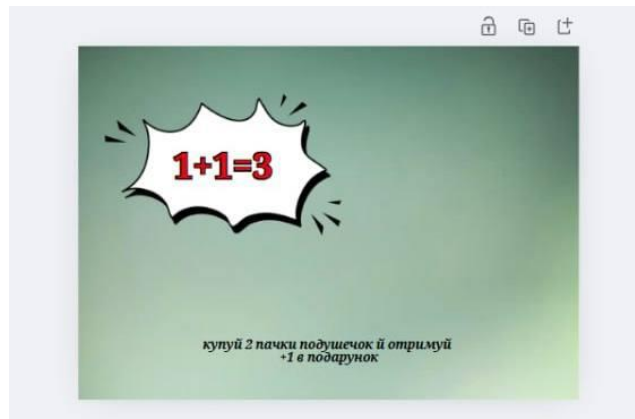 1+1=3
купуй 2 пачки подушечок й отримуй
+1 в подарунок